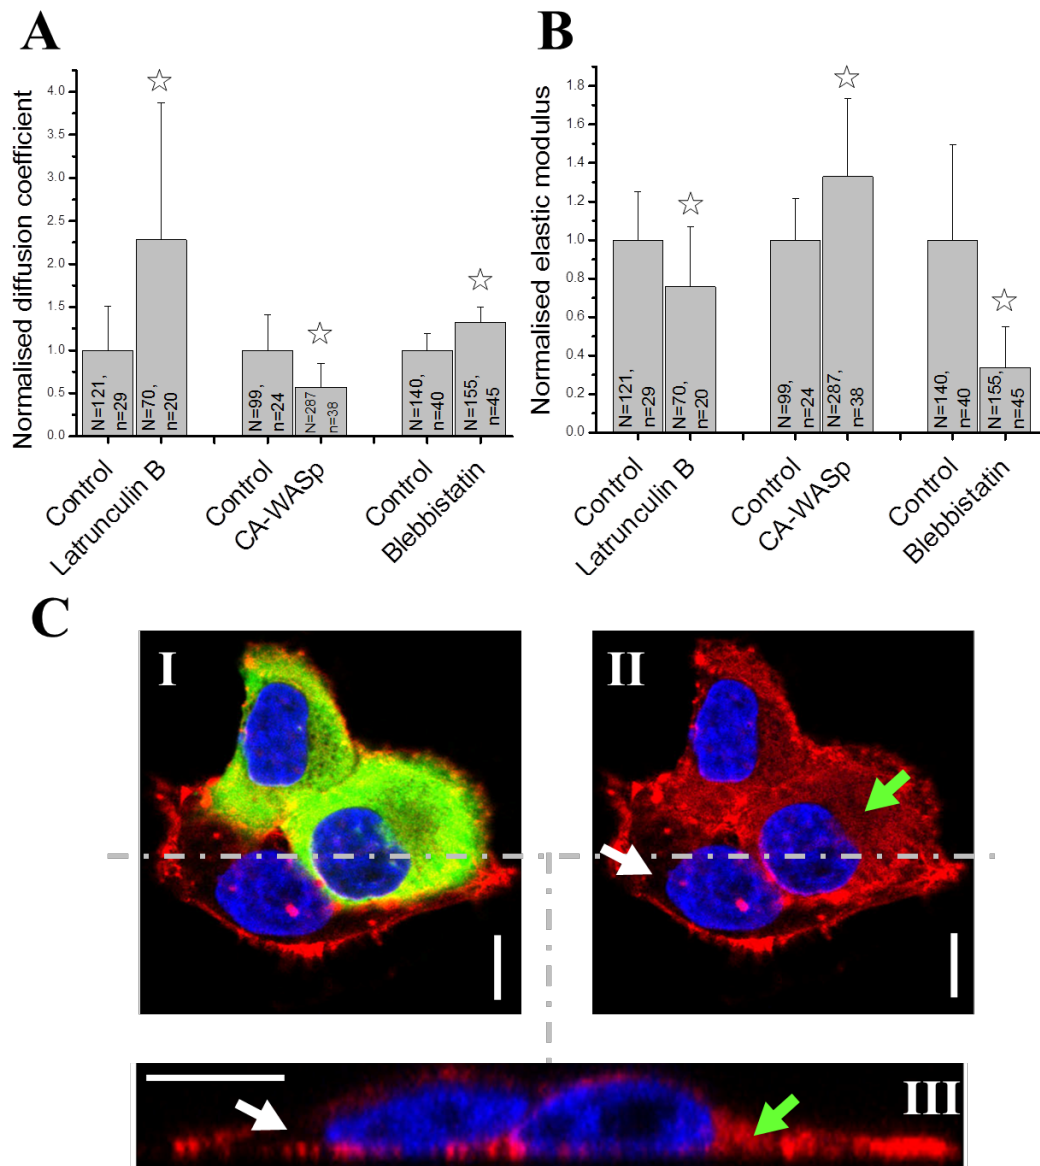 A
Normalised diffusion coefficient
4.0
3.5
3.0
2.5
2.0
1.5
1.0
0.5
0.0
N=121,
n=29
N=70,
n=20
N=99,
n=24
N=287
n=38
N=140,
n=40
N=155,
n=45
Control
Latrunculin B
Control
CA-WASp
Control
Blebbistatin
B
Normalised elastic modulus
1.8
1.6
1.4
1.2
1.0
0.8
0.6
0.4
0.2
0.0
N=121,
n=29
N=70,
n=20
N=99,
n=24
N=287,
n=38
N=140,
n=40
N=155,
n=45
Control
Latrunculin B
Control
CA-WASp
Control
Blebbistatin
C
I
II
III